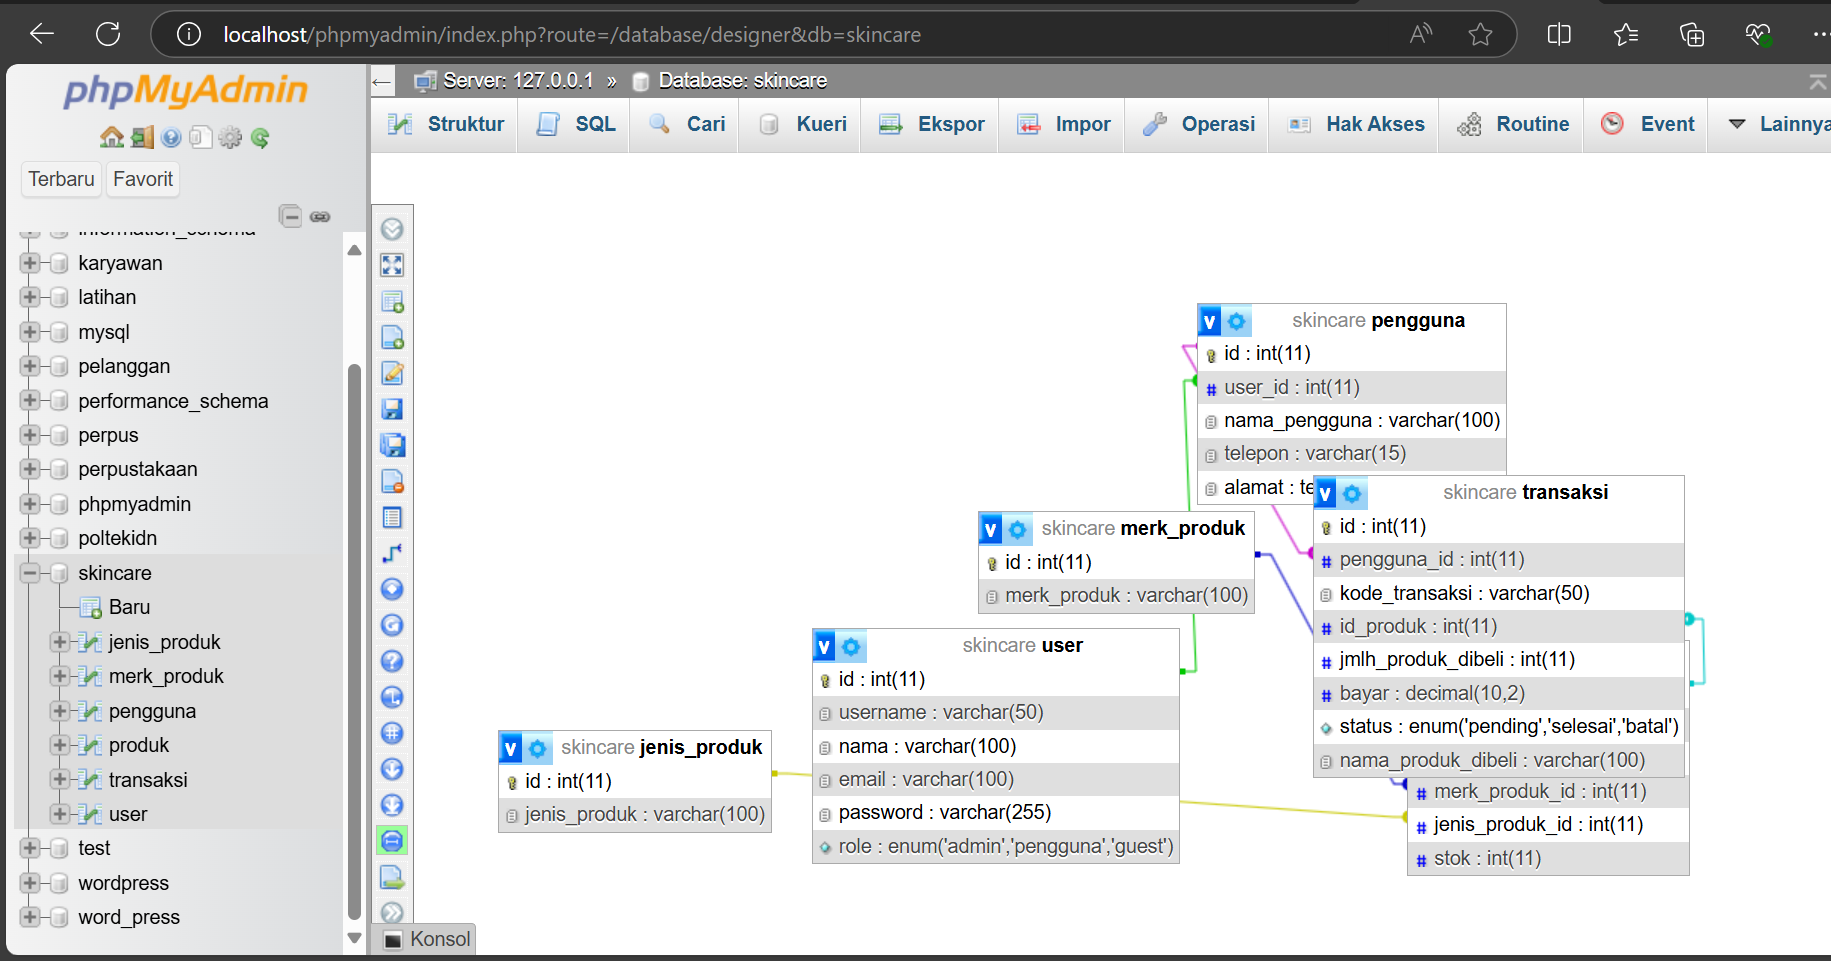 localhost/phpmyadmin/index.php?route=/database/designer&db=skincare
phpMyAdmin
Terbaru Favorit
information_schema
karyawan
latihan
mysql
pelanggan
performance_schema
perpus
perpustakaan
phpmyadmin
poltekidn
skincare
Baru
jenis_produk
merk_produk
pengguna
produk
transaksi
user
test
wordpress
word_press
Server: 127.0.0.1 » Database: skincare
Struktur SQL Cari Kueri Ekspor Impor Operasi Hak Akses Routine Event Lainnya
v skincare pengguna
id : int(11)
# user_id : int(11)
nama_pengguna : varchar(100)
telepon : varchar(15)
alamat : te
v skincare transaksi
id : int(11)
# pengguna_id : int(11)
kode_transaksi : varchar(50)
# id_produk : int(11)
# jmlh_produk_dibeli : int(11)
# bayar : decimal(10,2)
status : enum('pending','selesai','batal')
nama_produk_dibeli : varchar(100)
# merk_produk_id : int(11)
# jenis_produk_id : int(11)
# stok : int(11)
v skincare merk_produk
id : int(11)
merk_produk : varchar(100)
v skincare user
id : int(11)
username : varchar(50)
nama : varchar(100)
email : varchar(100)
password : varchar(255)
role : enum('admin','pengguna','guest')
v skincare jenis_produk
id : int(11)
jenis_produk : varchar(100)
Konsol